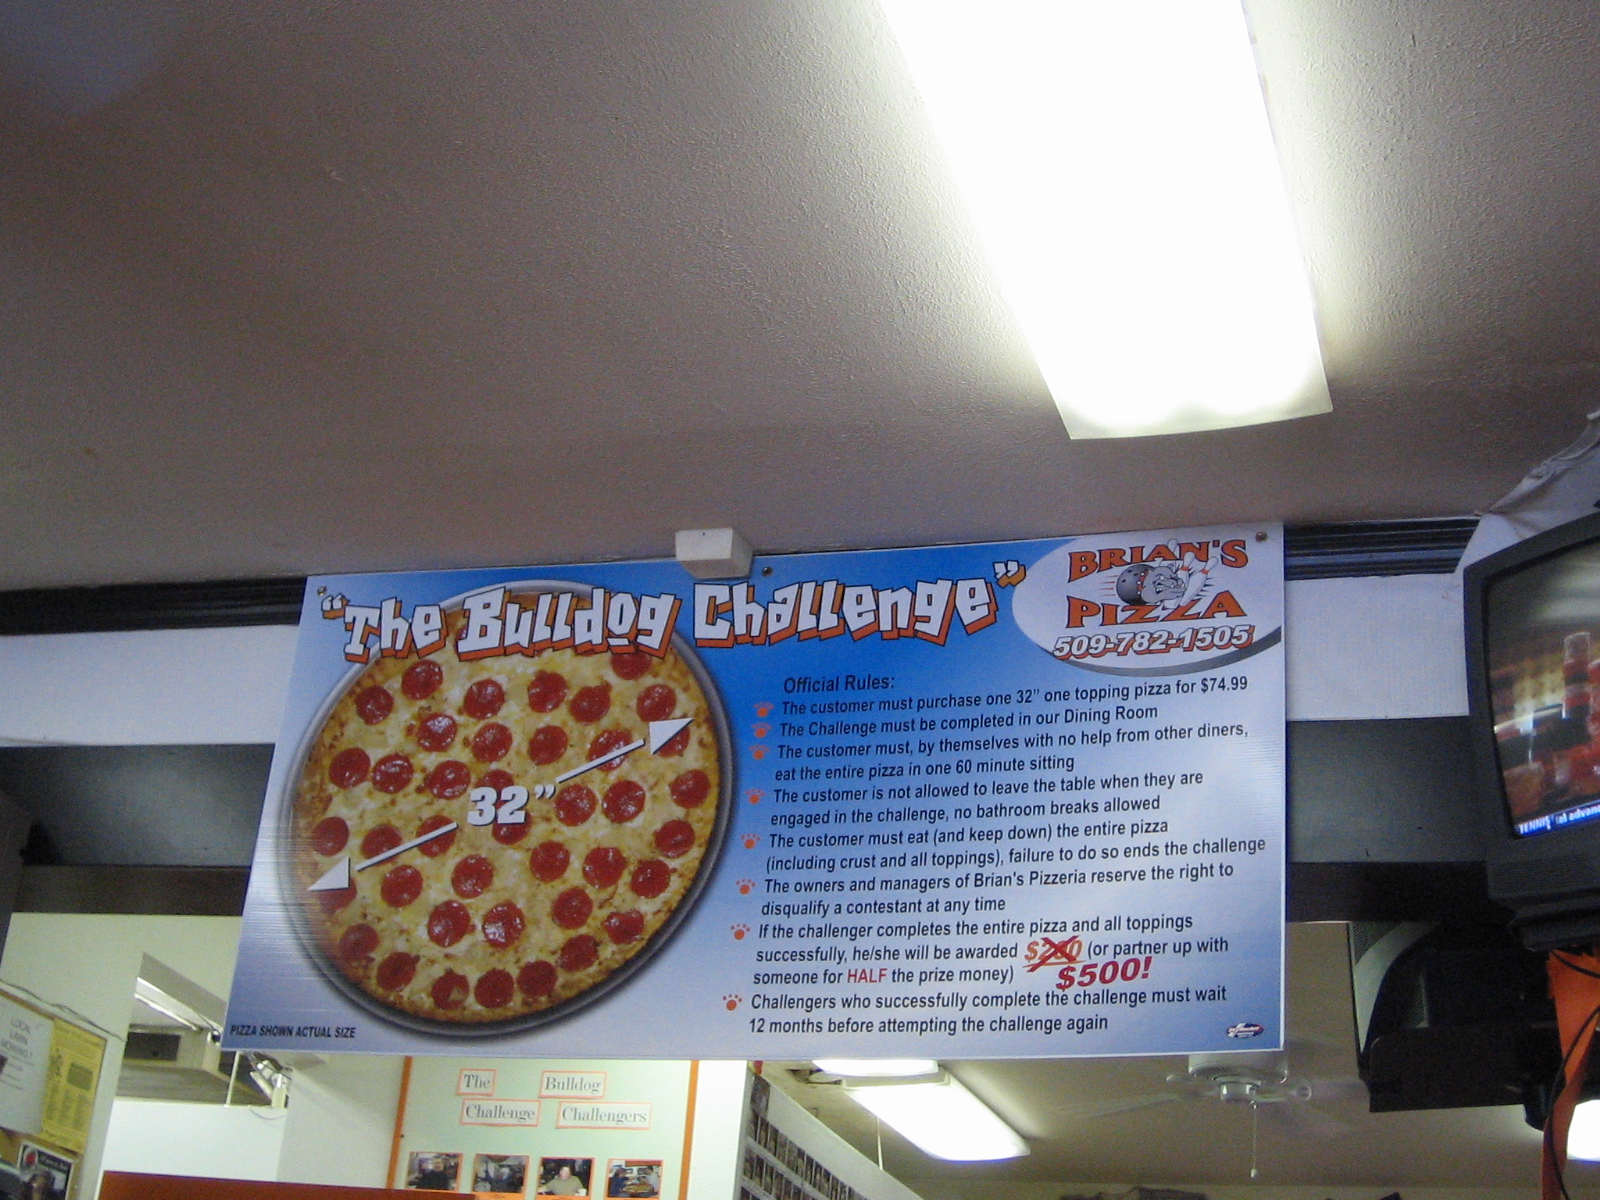 "The Bulldog Challenge"
BRIAN'S
PIZZA
509-782-1505
32"
PIZZA SHOWN ACTUAL SIZE
Official Rules:
The customer must purchase one 32" one topping pizza for $74.99
The Challenge must be completed in our Dining Room
The customer must, by themselves with no help from other diners,
eat the entire pizza in one 60 minute sitting
The customer is not allowed to leave the table when they are
engaged in the challenge, no bathroom breaks allowed
The customer must eat (and keep down) the entire pizza
(including crust and all toppings), failure to do so ends the challenge
The owners and managers of Brian's Pizzeria reserve the right to
disqualify a contestant at any time
If the challenger completes the entire pizza and all toppings
successfully, he/she will be awarded (or partner up with
someone for HALF the prize money) $500!
Challengers who successfully complete the challenge must wait
12 months before attempting the challenge again
The Bulldog
Challenge Challengers
TENNIS
LOCAL